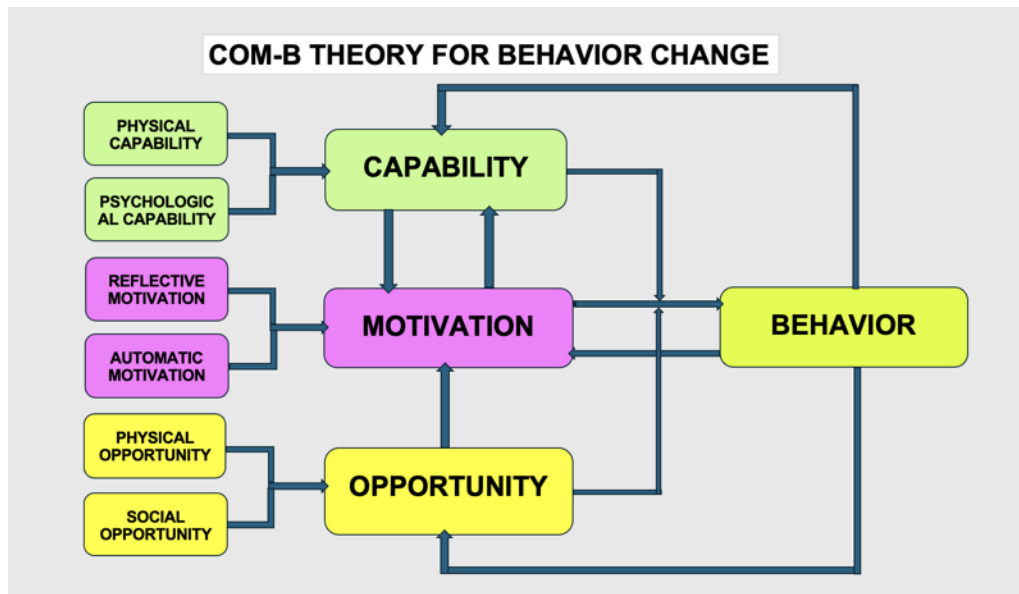 COM-B THEORY FOR BEHAVIOR CHANGE
PHYSICAL
CAPABILITY
PSYCHOLOGIC
AL CAPABILITY
CAPABILITY
REFLECTIVE
MOTIVATION
AUTOMATIC
MOTIVATION
MOTIVATION
BEHAVIOR
PHYSICAL
OPPORTUNITY
SOCIAL
OPPORTUNITY
OPPORTUNITY